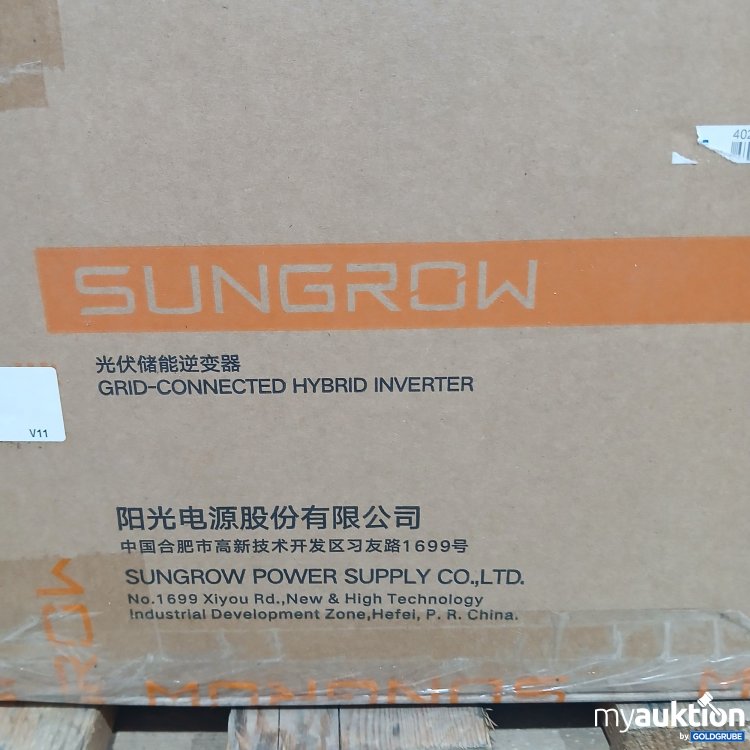 402
SUNGROW
光伏储能逆变器
GRID-CONNECTED HYBRID INVERTER
V11
阳光电源股份有限公司
中国合肥市高新技术开发区习友路1699号
SUNGROW POWER SUPPLY CO.,LTD.
No.1699 Xiyou Rd.,New & High Technology
Industrial Development Zone,Hefei, P. R. China.
myauktion
by GOLDGRUBE